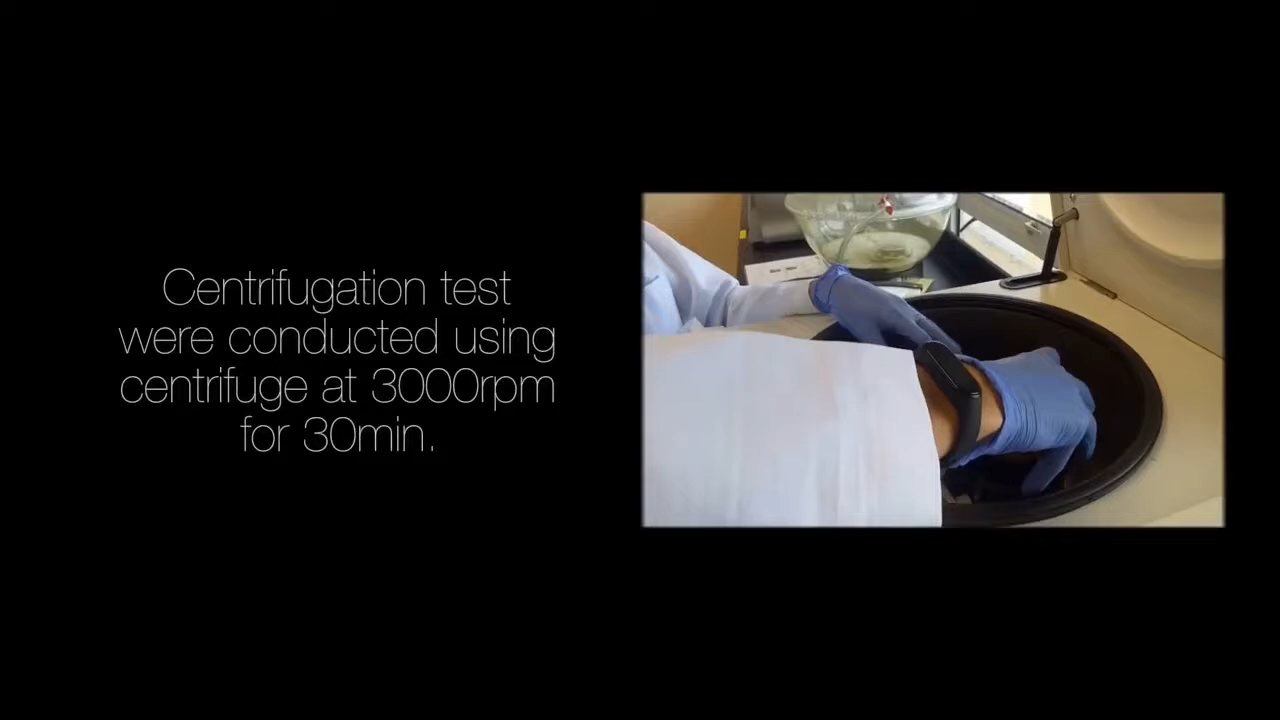 Centrifugation test
were conducted using
centrifuge at 3000rpm
for 30min.